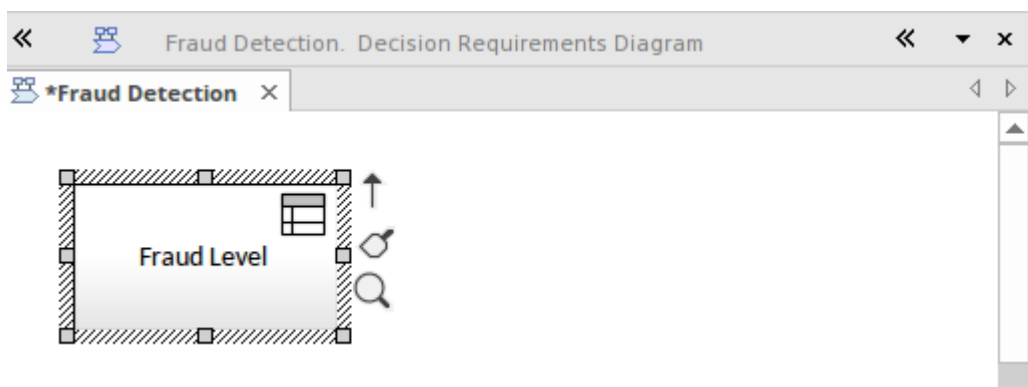 Fraud Detection.  Decision Requirements Diagram
*Fraud Detection
Fraud Level